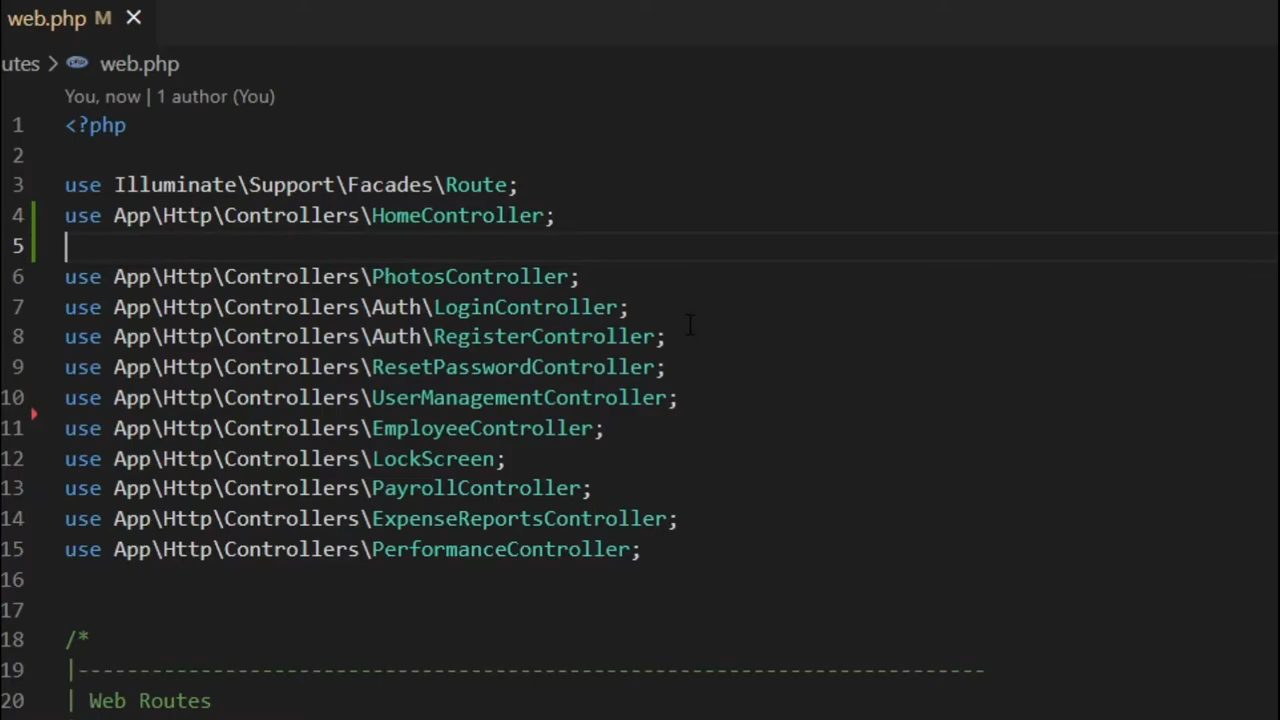 web.php M ×
utes > web.php
You, now | 1 author (You)
1 <?php
2
3 use Illuminate\Support\Facades\Route;
4 use App\Http\Controllers\HomeController;
5
6 use App\Http\Controllers\PhotosController;
7 use App\Http\Controllers\Auth\LoginController;
8 use App\Http\Controllers\Auth\RegisterController;
9 use App\Http\Controllers\ResetPasswordController;
10 use App\Http\Controllers\UserManagementController;
11 use App\Http\Controllers\EmployeeController;
12 use App\Http\Controllers\LockScreen;
13 use App\Http\Controllers\PayrollController;
14 use App\Http\Controllers\ExpenseReportsController;
15 use App\Http\Controllers\PerformanceController;
16
17
18 /*
19 |--------------------------------------------------------------------------
20 | Web Routes